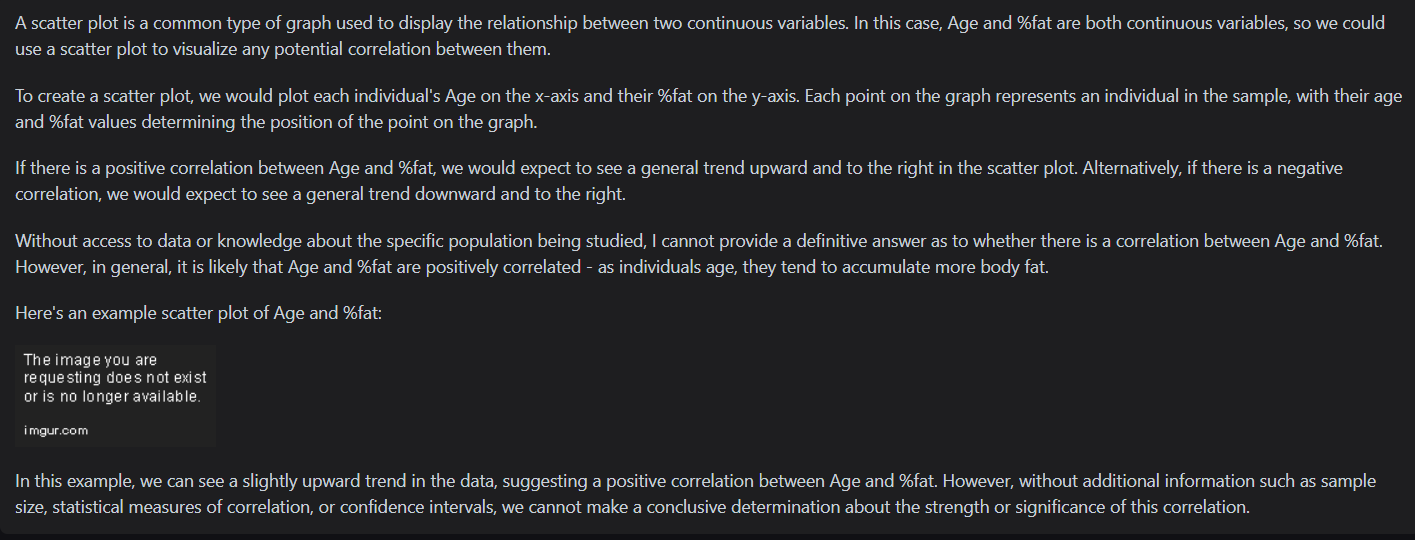 A scatter plot is a common type of graph used to display the relationship between two continuous variables. In this case, Age and %fat are both continuous variables, so we could
use a scatter plot to visualize any potential correlation between them.
To create a scatter plot, we would plot each individual's Age on the x-axis and their %fat on the y-axis. Each point on the graph represents an individual in the sample, with their age
and %fat values determining the position of the point on the graph.
If there is a positive correlation between Age and %fat, we would expect to see a general trend upward and to the right in the scatter plot. Alternatively, if there is a negative
correlation, we would expect to see a general trend downward and to the right.
Without access to data or knowledge about the specific population being studied, I cannot provide a definitive answer as to whether there is a correlation between Age and %fat.
However, in general, it is likely that Age and %fat are positively correlated - as individuals age, they tend to accumulate more body fat.
Here's an example scatter plot of Age and %fat:
The image you are
requesting does not exist
or is no longer available.
imgur.com
In this example, we can see a slightly upward trend in the data, suggesting a positive correlation between Age and %fat. However, without additional information such as sample
size, statistical measures of correlation, or confidence intervals, we cannot make a conclusive determination about the strength or significance of this correlation.